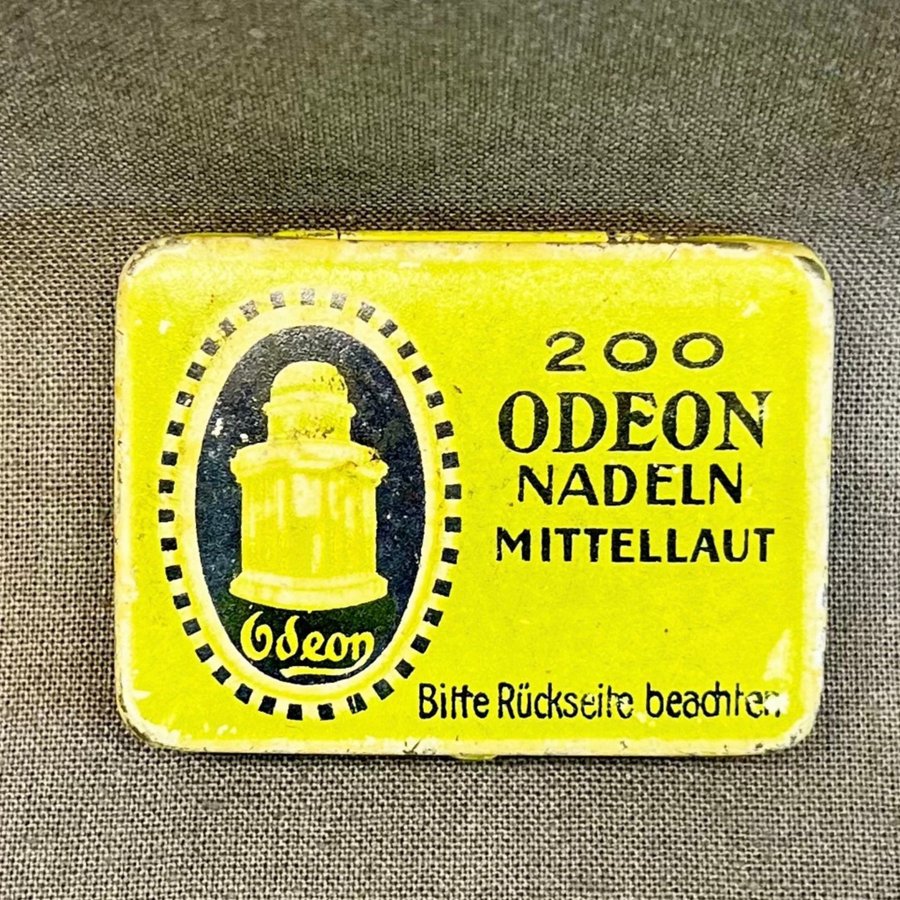 Odeon
200
ODEON
NADELN
MITTELLAUT
Bitte Rückseite beachten